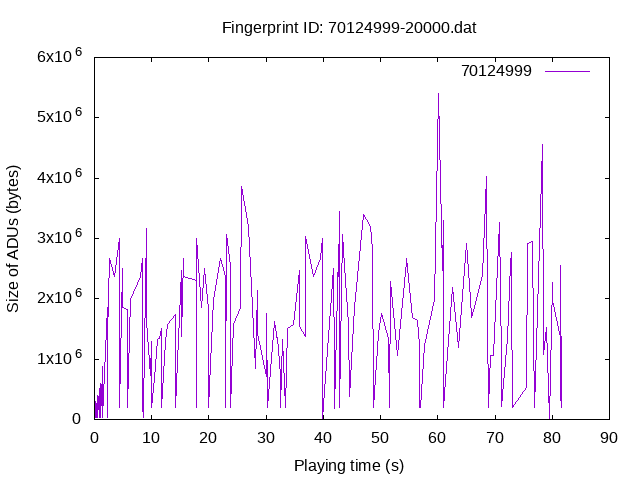 Fingerprint ID: 70124999-20000.dat
6x10^6
70124999
5x10^6
4x10^6
3x10^6
2x10^6
1x10^6
0
Size of ADUs (bytes)
0 10 20 30 40 50 60 70 80 90
Playing time (s)